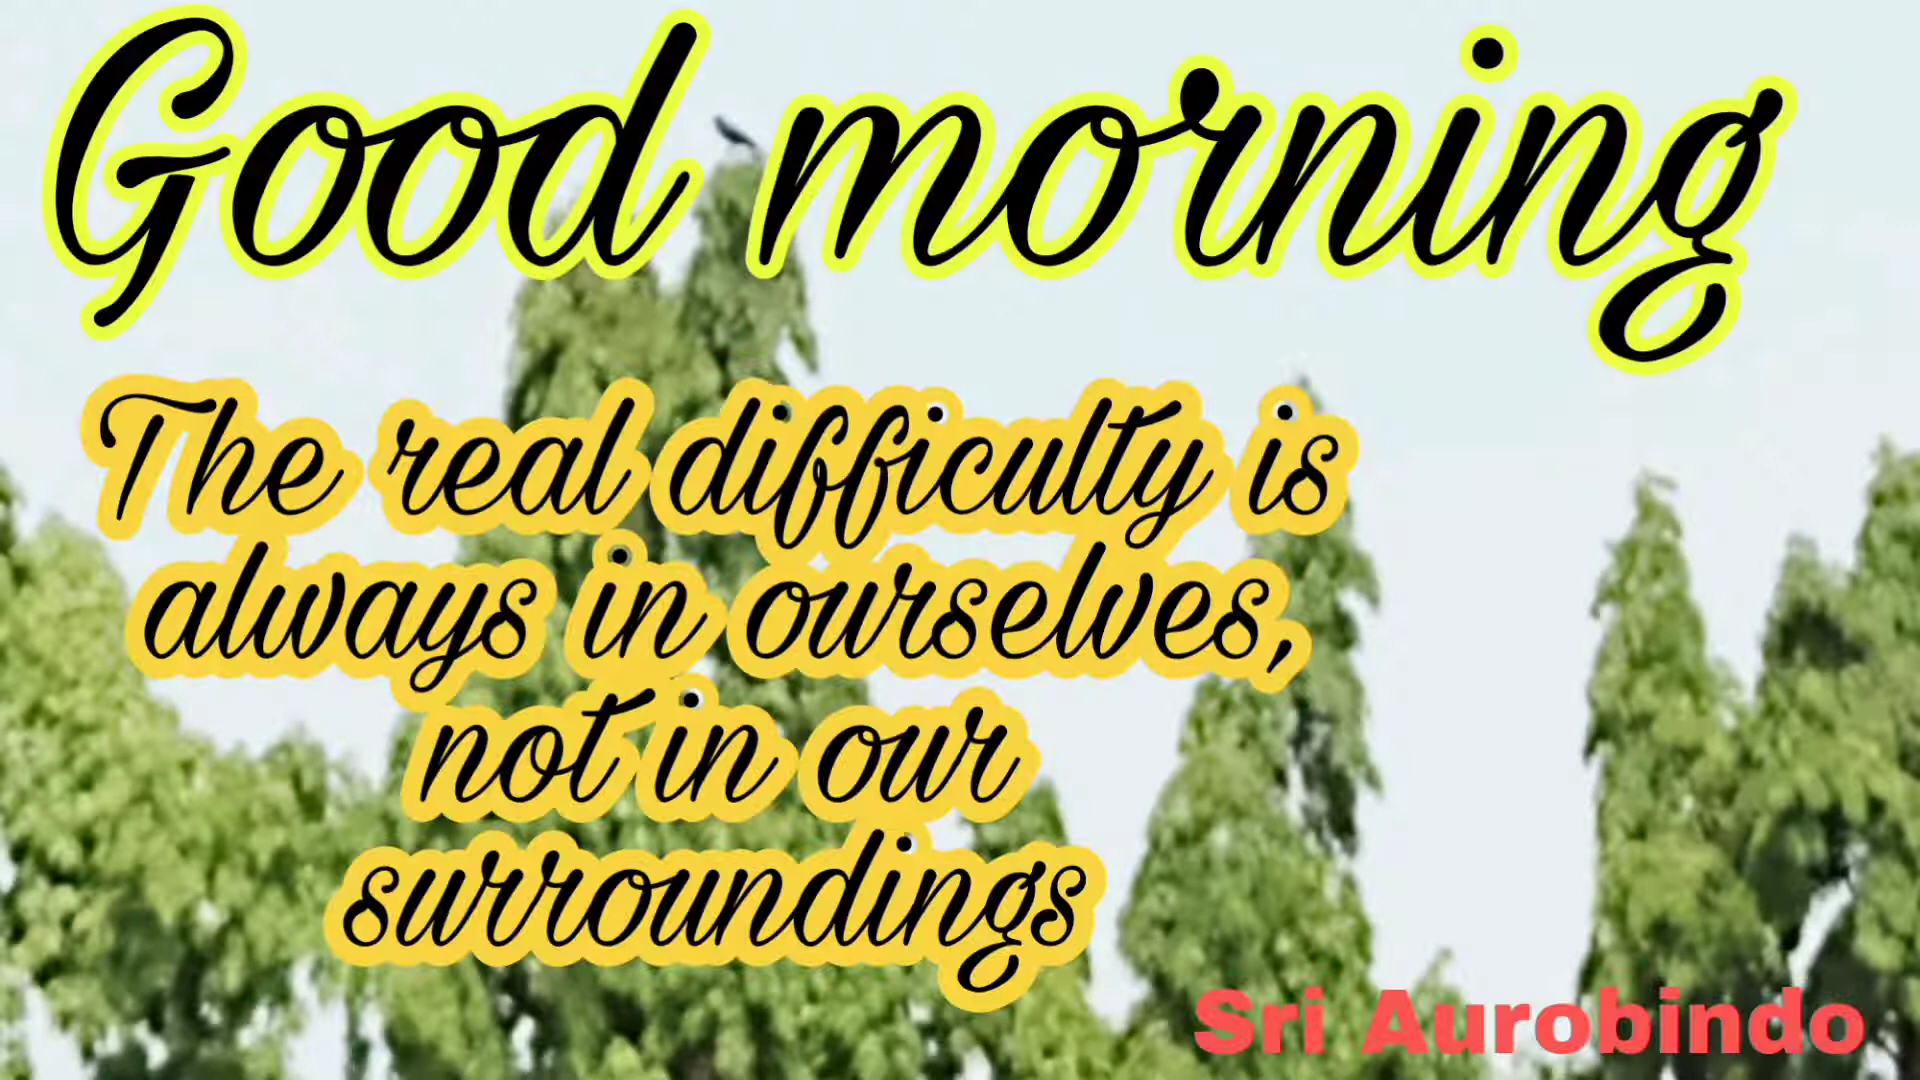 Good morning
The real difficulty is
always in ourselves,
not in our
surroundings
Sri Aurobindo